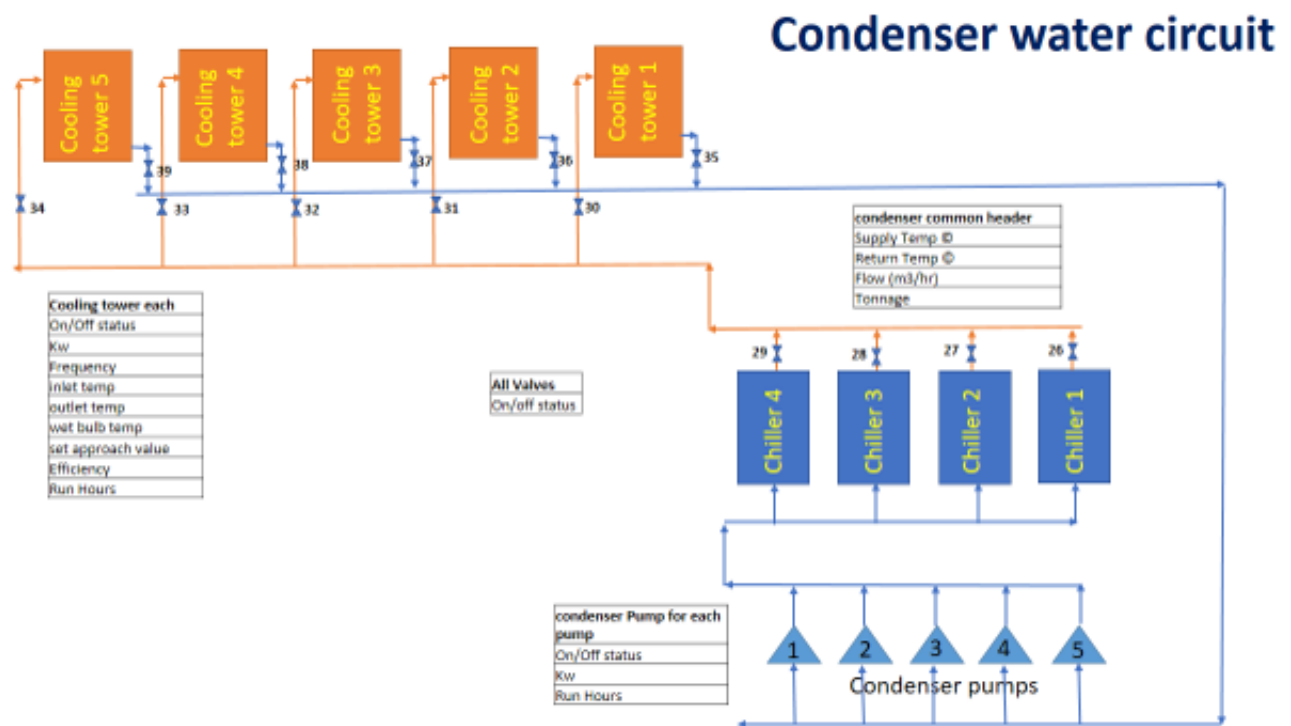 Condenser water circuit
Cooling
tower 5
Cooling
tower 4
Cooling
tower 3
Cooling
tower 2
Cooling
tower 1
39
38
37
36
35
34
33
32
31
30
condenser common header
Supply Temp ©
Return Temp ©
Flow (m3/hr)
Tonnage
Cooling tower each
On/Off status
Kw
Frequency
inlet temp
outlet temp
wet bulb temp
set approach value
Efficiency
Run Hours
All Valves
On/off status
29
28
27
26
Chiller 4
Chiller 3
Chiller 2
Chiller 1
condenser Pump for each
pump
On/Off status
Kw
Run Hours
1
2
3
4
5
Condenser pumps